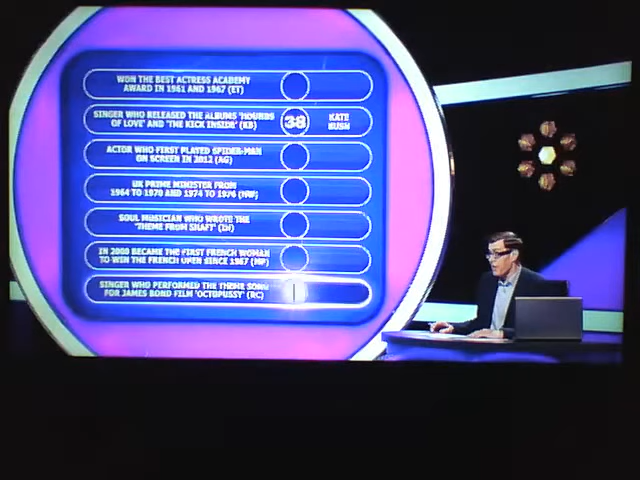 WON THE BEST ACTRESS ACADEMY
AWARD IN 1961 AND 1967 (ET)
SINGER WHO RELEASED THE ALBUMS 'HOUNDS
OF LOVE' AND 'THE KICK INSIDE' (KB)
38
KATE
BUSH
ACTOR WHO FIRST PLAYED SPIDER-MAN
ON SCREEN IN 2012 (AG)
UK PRIME MINISTER FROM
1964 TO 1970 AND 1974 TO 1976 (HW)
SOUL MUSICIAN WHO WROTE THE
'THEME FROM SHAFT' (IH)
IN 2000 BECAME THE FIRST FRENCH WOMAN
TO WIN THE FRENCH OPEN SINCE 1967 (MP)
SINGER WHO PERFORMED THE THEME SONG
FOR JAMES BOND FILM 'OCTOPUSSY' (RC)